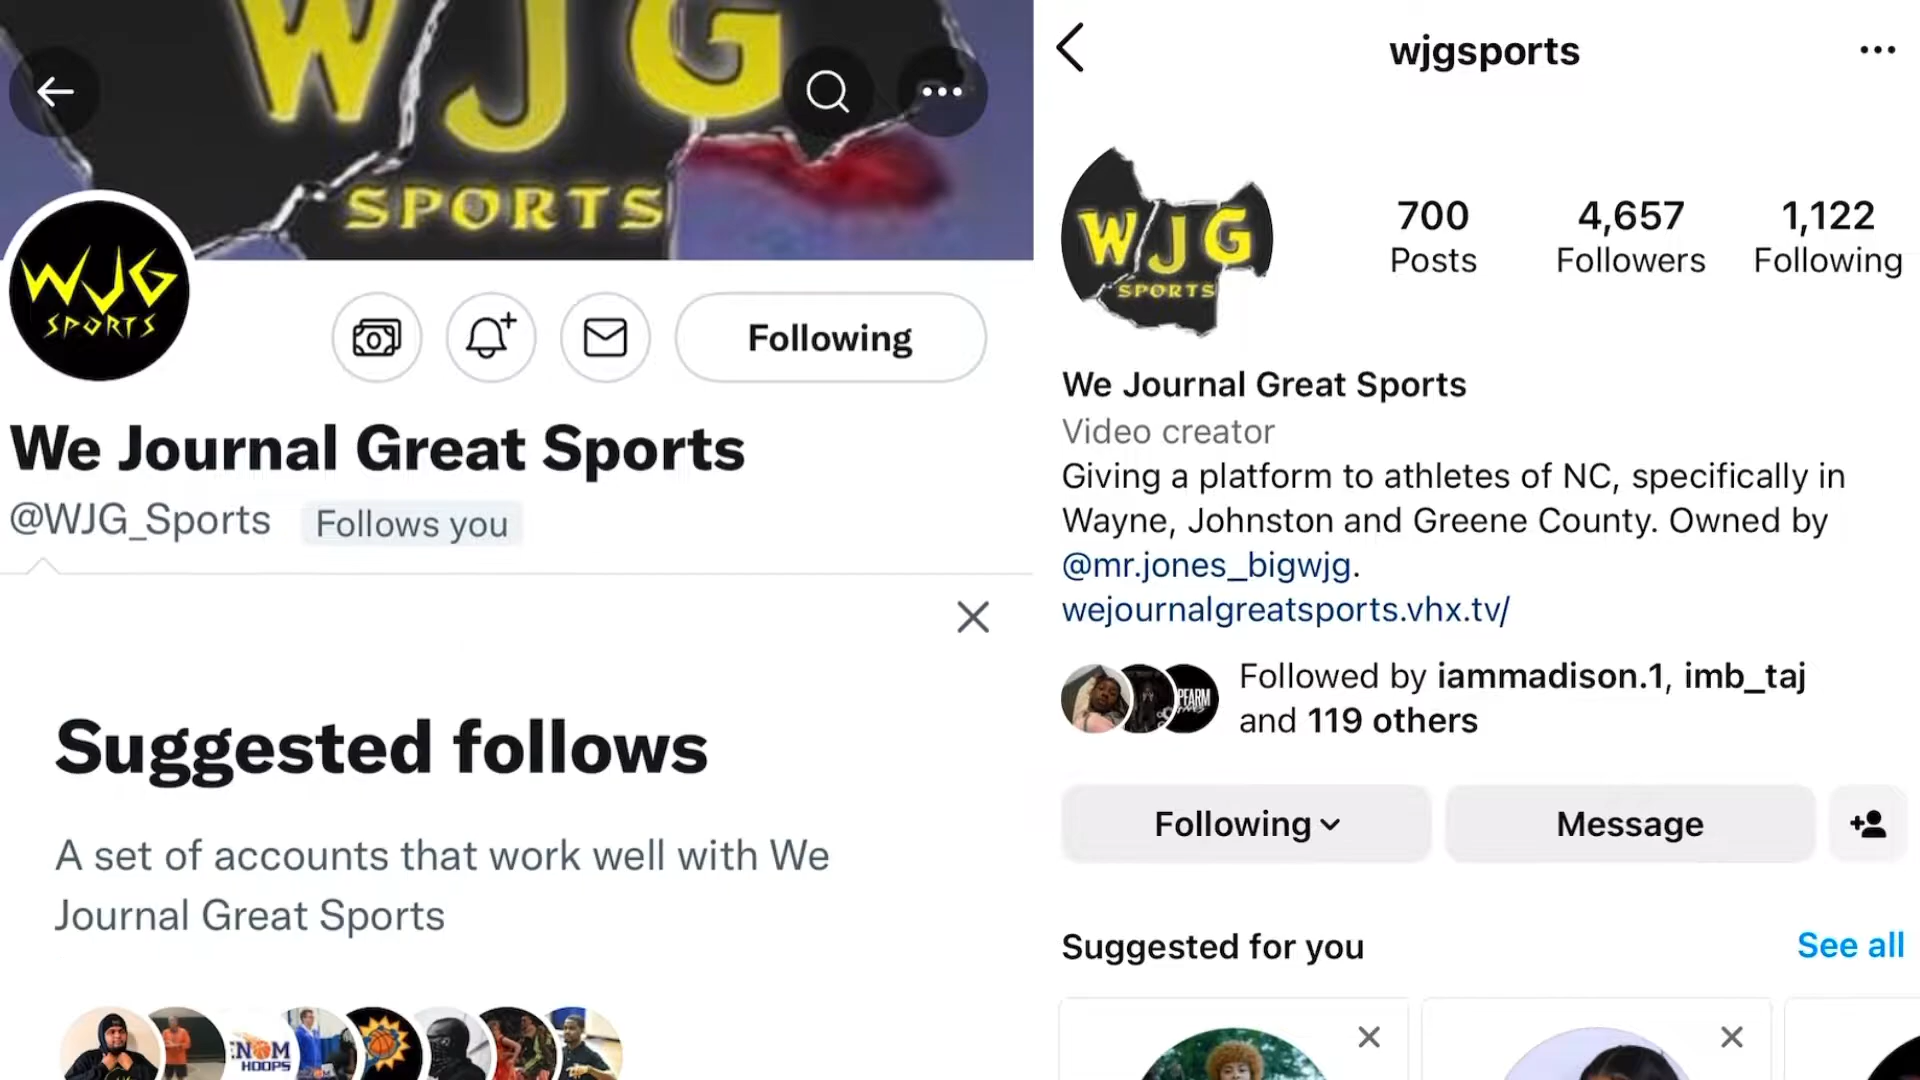 WJG
SPORTS
WJG
SPORTS
Following
We Journal Great Sports
@WJG_Sports
Follows you
Suggested follows
A set of accounts that work well with We
Journal Great Sports
HOOPS
wjgsports
WJG
SPORTS
700
Posts
4,657
Followers
1,122
Following
We Journal Great Sports
Video creator
Giving a platform to athletes of NC, specifically in
Wayne, Johnston and Greene County. Owned by
@mr.jones_bigwjg.
wejournalgreatsports.vhx.tv/
Followed by iammadison.1, imb_taj
and 119 others
Following
Message
Suggested for you
See all